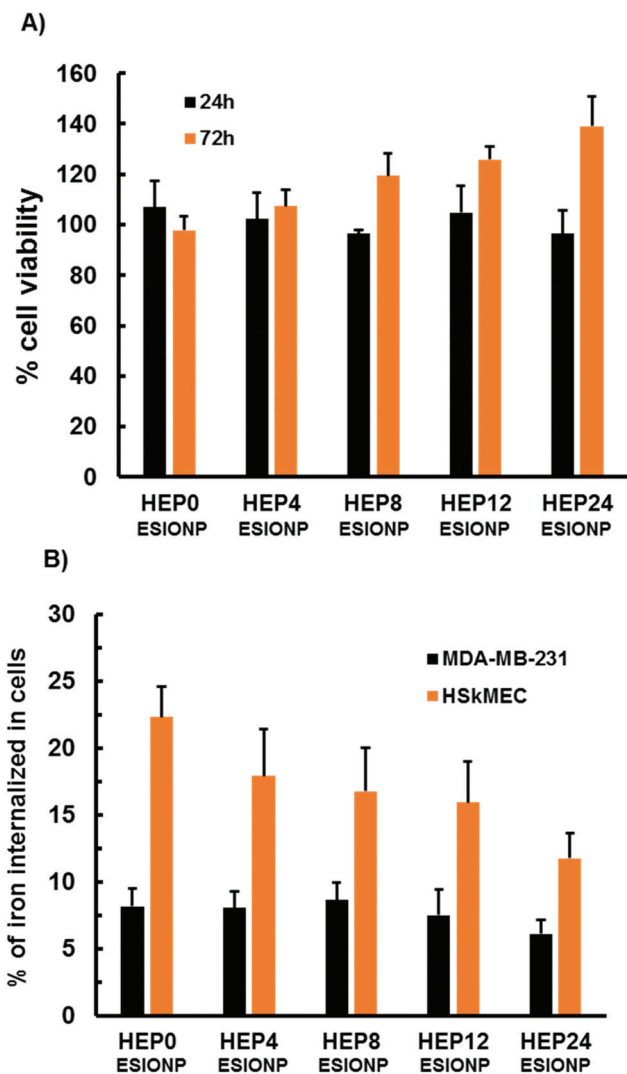 A)
160
140
120
100
80
60
40
20
0
% cell viability
24h
72h
HEP0 HEP4 HEP8 HEP12 HEP24
ESIONP ESIONP ESIONP ESIONP ESIONP
B)
30
25
20
15
10
5
0
% of iron internalized in cells
MDA-MB-231
HSkMEC
HEP0 HEP4 HEP8 HEP12 HEP24
ESIONP ESIONP ESIONP ESIONP ESIONP